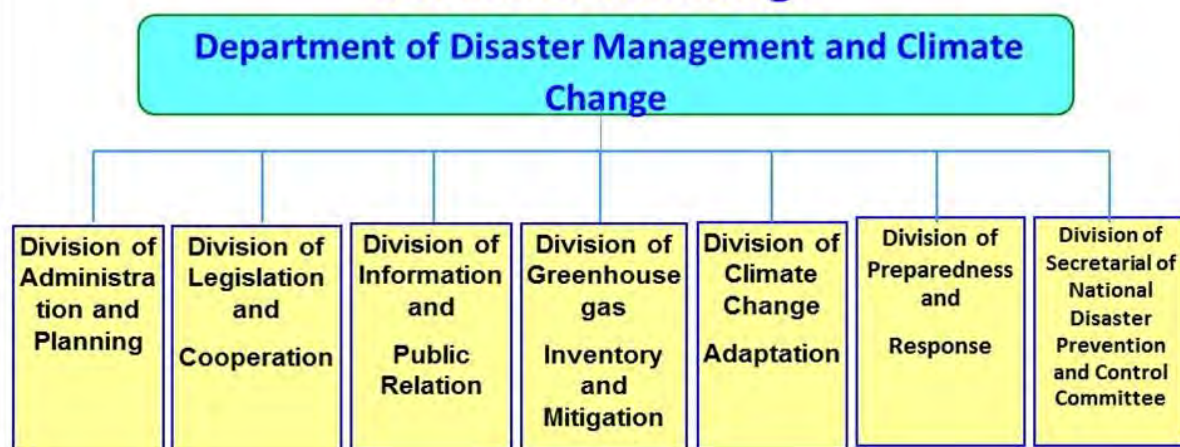 Department of Disaster Management and Climate
Change
Division of
Administra
tion and
Planning
Division of
Legislation
and
Cooperation
Division of
Information
and
Public
Relation
Division of
Greenhouse
gas
Inventory
and
Mitigation
Division of
Climate
Change
Adaptation
Division of
Preparedness
and
Response
Division of
Secretarial of
National
Disaster
Prevention
and Control
Committee